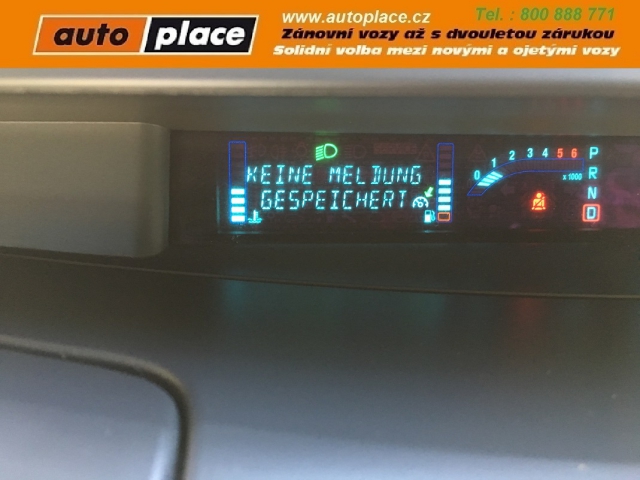 auto place
www.autoplace.cz
Tel. : 800 888 771
Zánovní vozy až s dvouletou zárukou
Solidní volba mezi novými a ojetými vozy
KEINE MELDUNG
GESPEICHERT
0 1 2 3 4 5 6
x 1000
P
R
N
D